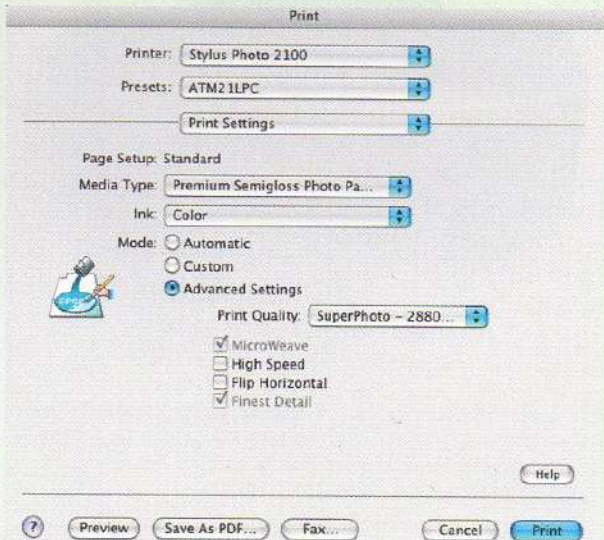 Print
Printer: Stylus Photo 2100
Presets: ATM21LPC
Print Settings
Page Setup: Standard
Media Type: Premium Semigloss Photo Pa...
Ink: Color
Mode: Automatic
Custom
Advanced Settings
Print Quality: SuperPhoto – 2880...
MicroWeave
High Speed
Flip Horizontal
Finest Detail
Help
? Preview Save As PDF... Fax... Cancel Print